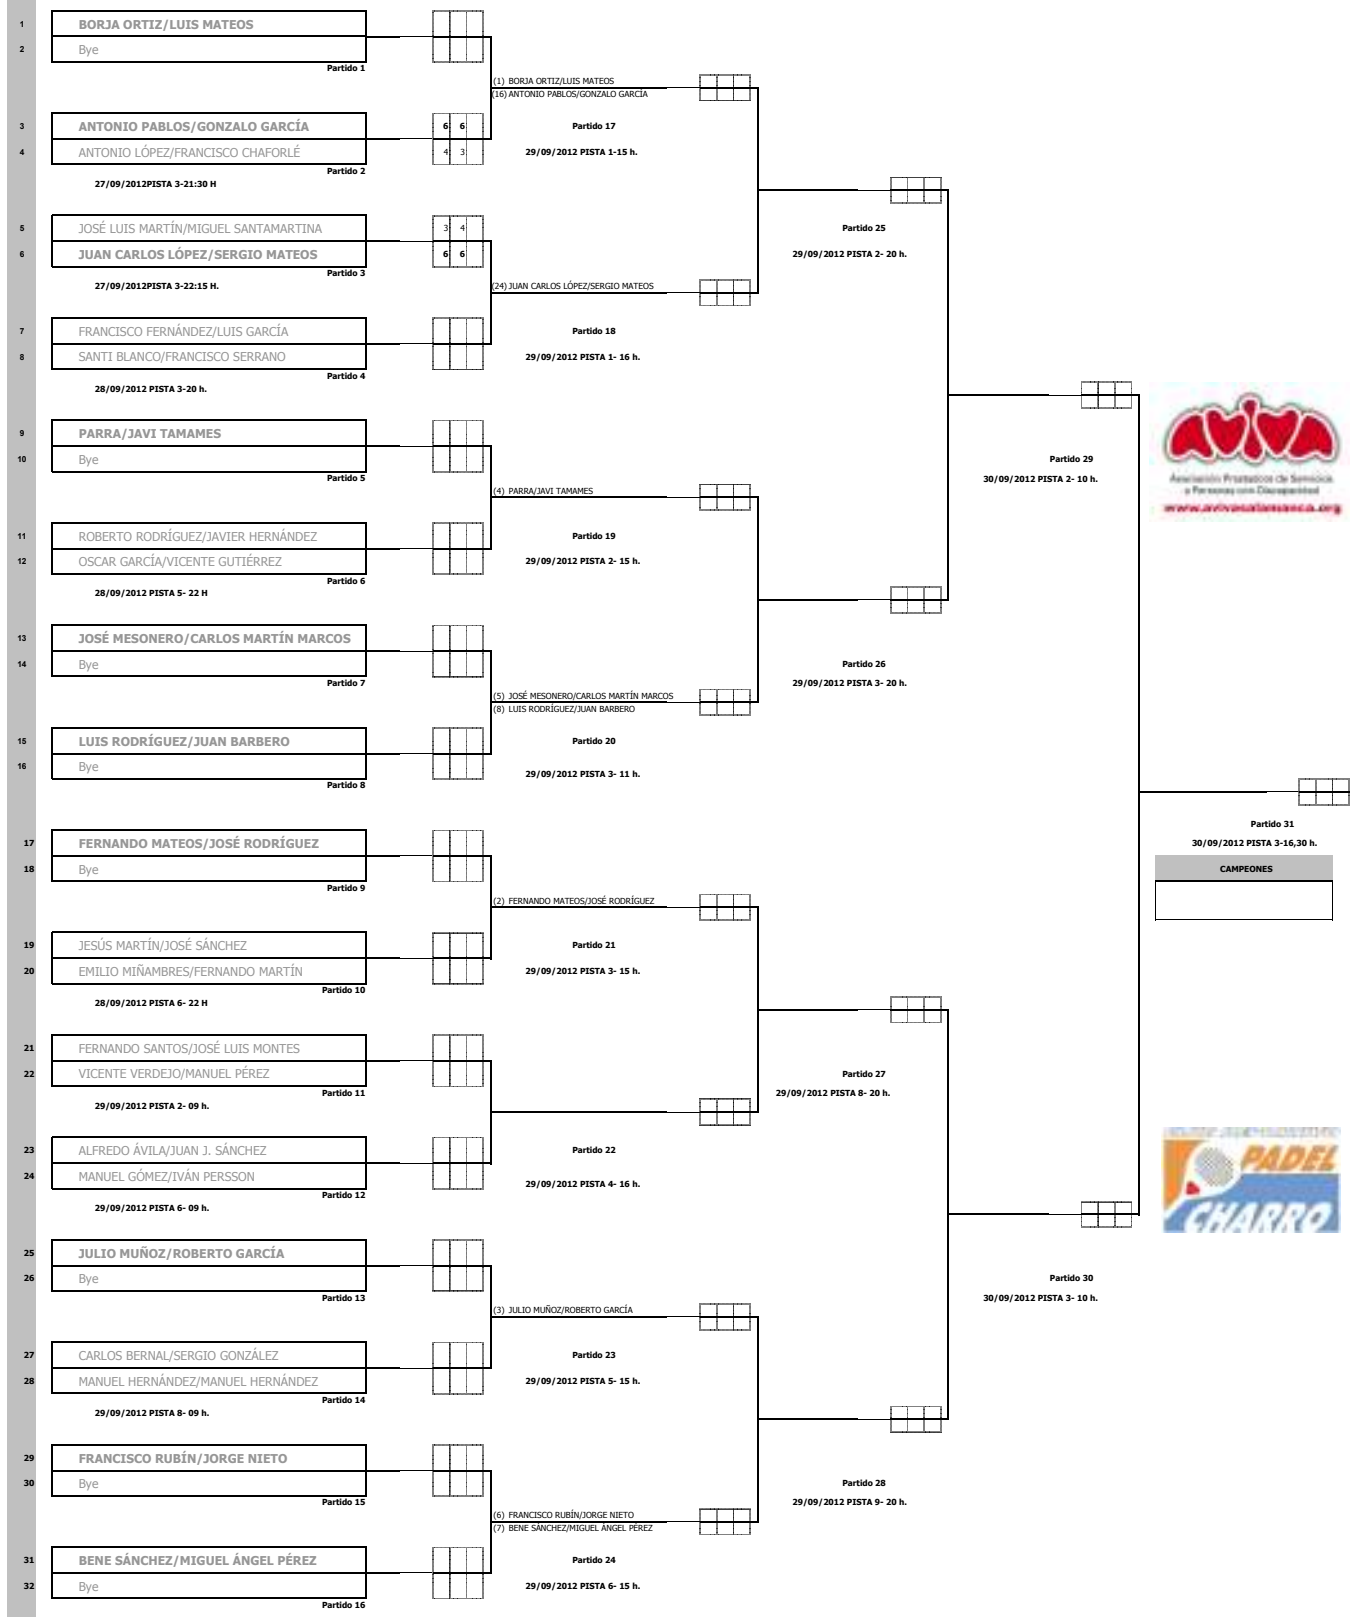 1 BORJA ORTIZ/LUIS MATEOS
2 Bye
Partido 1
(1) BORJA ORTIZ/LUIS MATEOS
(16) ANTONIO PABLOS/GONZALO GARCÍA
3 ANTONIO PABLOS/GONZALO GARCÍA 6 6
Partido 17
4 ANTONIO LÓPEZ/FRANCISCO CHAFORLÉ 4 3
29/09/2012 PISTA 1-15 h.
Partido 2
27/09/2012PISTA 3-21:30 H
5 JOSÉ LUIS MARTÍN/MIGUEL SANTAMARTINA 3 4
Partido 25
6 JUAN CARLOS LÓPEZ/SERGIO MATEOS 6 6
29/09/2012 PISTA 2- 20 h.
Partido 3
27/09/2012PISTA 3-22:15 H.
(24) JUAN CARLOS LÓPEZ/SERGIO MATEOS
7 FRANCISCO FERNÁNDEZ/LUIS GARCÍA
Partido 18
8 SANTI BLANCO/FRANCISCO SERRANO
29/09/2012 PISTA 1- 16 h.
Partido 4
28/09/2012 PISTA 3-20 h.
9 PARRA/JAVI TAMAMES
10 Bye
Partido 29
Partido 5
30/09/2012 PISTA 2- 10 h.
(4) PARRA/JAVI TAMAMES
AVIVA
Asociación Prestadora de Servicios
a Personas con Discapacidad
www.avivasalamanca.org
11 ROBERTO RODRÍGUEZ/JAVIER HERNÁNDEZ
Partido 19
12 OSCAR GARCÍA/VICENTE GUTIÉRREZ
29/09/2012 PISTA 2- 15 h.
Partido 6
28/09/2012 PISTA 5- 22 H
13 JOSÉ MESONERO/CARLOS MARTÍN MARCOS
14 Bye
Partido 26
Partido 7
29/09/2012 PISTA 3- 20 h.
(5) JOSÉ MESONERO/CARLOS MARTÍN MARCOS
(8) LUIS RODRÍGUEZ/JUAN BARBERO
15 LUIS RODRÍGUEZ/JUAN BARBERO
Partido 20
16 Bye
29/09/2012 PISTA 3- 11 h.
Partido 8
Partido 31
17 FERNANDO MATEOS/JOSÉ RODRÍGUEZ
30/09/2012 PISTA 3-16,30 h.
18 Bye
CAMPEONES
Partido 9
(2) FERNANDO MATEOS/JOSÉ RODRÍGUEZ
19 JESÚS MARTÍN/JOSÉ SÁNCHEZ
Partido 21
20 EMILIO MIÑAMBRES/FERNANDO MARTÍN
29/09/2012 PISTA 3- 15 h.
Partido 10
28/09/2012 PISTA 6- 22 H
21 FERNANDO SANTOS/JOSÉ LUIS MONTES
22 VICENTE VERDEJO/MANUEL PÉREZ
Partido 27
Partido 11
29/09/2012 PISTA 8- 20 h.
29/09/2012 PISTA 2- 09 h.
23 ALFREDO ÁVILA/JUAN J. SÁNCHEZ
Partido 22
24 MANUEL GÓMEZ/IVÁN PERSSON
29/09/2012 PISTA 4- 16 h.
Partido 12
29/09/2012 PISTA 6- 09 h.
PADEL
CHARRO
25 JULIO MUÑOZ/ROBERTO GARCÍA
26 Bye
Partido 30
Partido 13
30/09/2012 PISTA 3- 10 h.
(3) JULIO MUÑOZ/ROBERTO GARCÍA
27 CARLOS BERNAL/SERGIO GONZÁLEZ
Partido 23
28 MANUEL HERNÁNDEZ/MANUEL HERNÁNDEZ
29/09/2012 PISTA 5- 15 h.
Partido 14
29/09/2012 PISTA 8- 09 h.
29 FRANCISCO RUBÍN/JORGE NIETO
30 Bye
Partido 28
Partido 15
29/09/2012 PISTA 9- 20 h.
(6) FRANCISCO RUBÍN/JORGE NIETO
(7) BENE SÁNCHEZ/MIGUEL ÁNGEL PÉREZ
31 BENE SÁNCHEZ/MIGUEL ÁNGEL PÉREZ
Partido 24
32 Bye
29/09/2012 PISTA 6- 15 h.
Partido 16